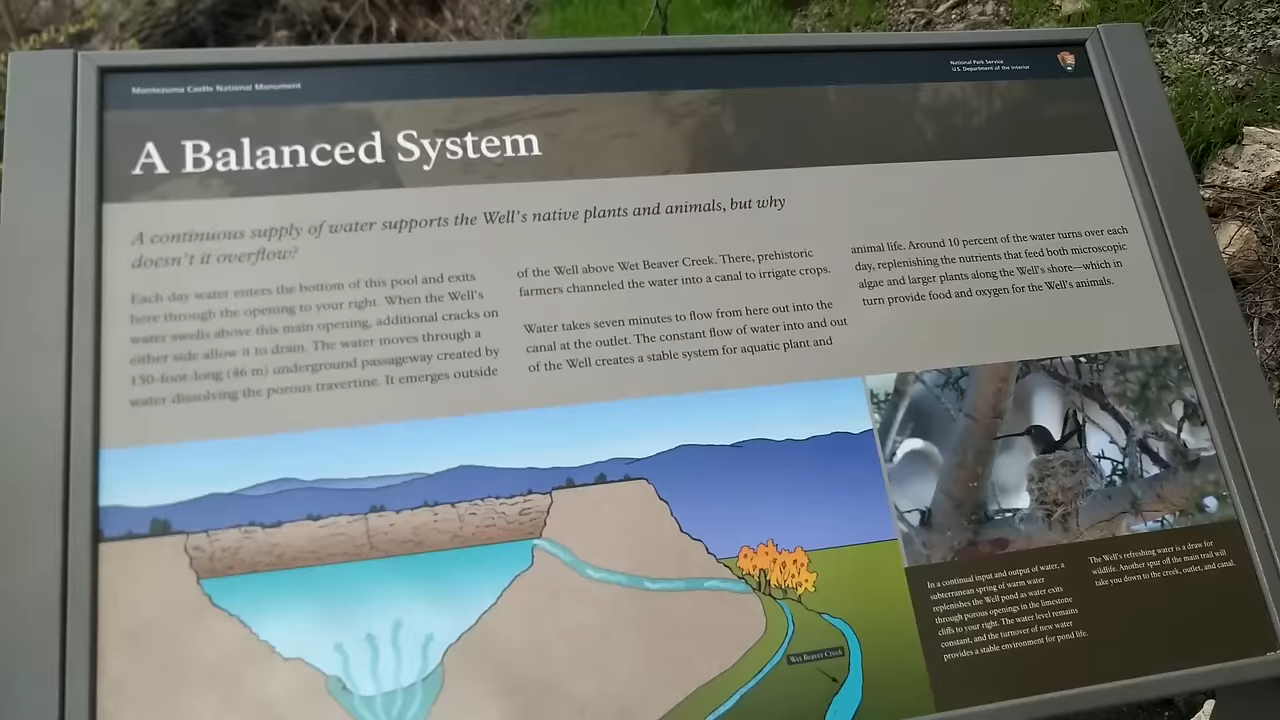 Montezuma Castle National Monument
National Park Service
U.S. Department of the Interior
A Balanced System
A continuous supply of water supports the Well's native plants and animals, but why
doesn't it overflow?
Each day water enters the bottom of this pool and exits
here through the opening to your right. When the Well's
water swells above this main opening, additional cracks on
either side allow it to drain. The water moves through a
150-foot-long (46 m) underground passageway created by
water dissolving the porous travertine. It emerges outside
of the Well above Wet Beaver Creek. There, prehistoric
farmers channeled the water into a canal to irrigate crops.
Water takes seven minutes to flow from here out into the
canal at the outlet. The constant flow of water into and out
of the Well creates a stable system for aquatic plant and
animal life. Around 10 percent of the water turns over each
day, replenishing the nutrients that feed both microscopic
algae and larger plants along the Well's shore—which in
turn provide food and oxygen for the Well's animals.
Wet Beaver Creek
In a continual input and output of water, a
subterranean spring of warm water
replenishes the Well pond as water exits
through porous openings in the limestone
cliffs to your right. The water level remains
constant, and the turnover of new water
provides a stable environment for pond life.
The Well's refreshing water is a draw for
wildlife. Another spur off the main trail will
take you down to the creek, outlet, and canal.